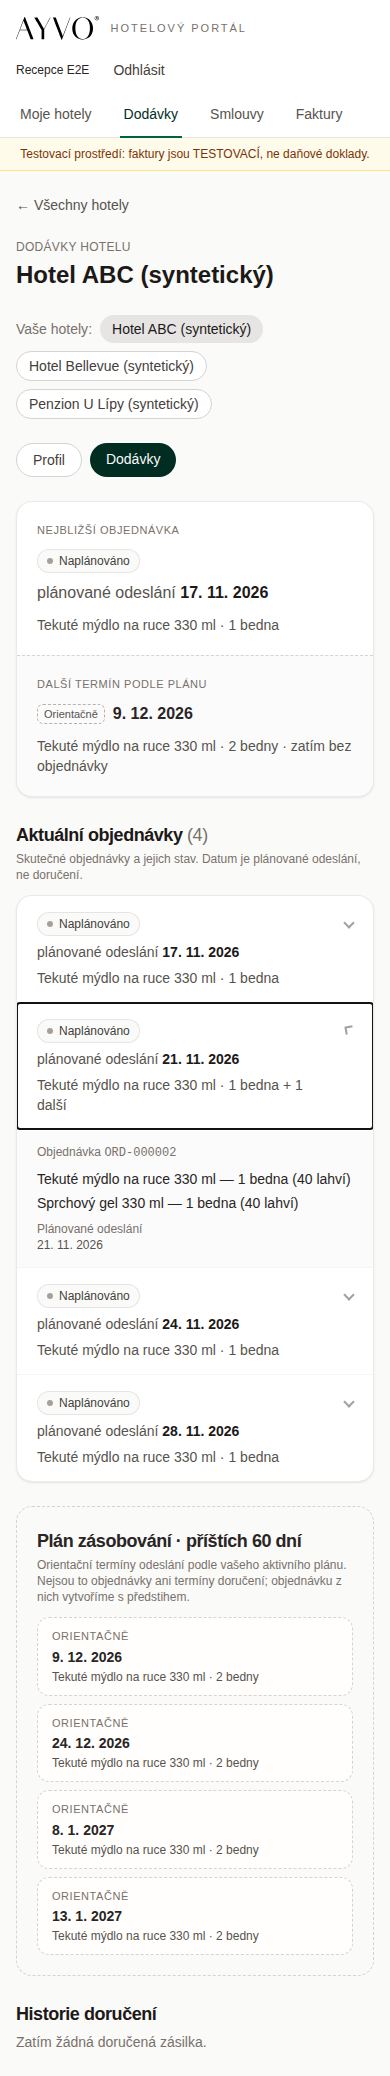 AYVO® HOTELOVÝ PORTÁL
Recepce E2E Odhlásit
Moje hotely Dodávky Smlouvy Faktury
Testovací prostředí: faktury jsou TESTOVACÍ, ne daňové doklady.
← Všechny hotely
DODÁVKY HOTELU
Hotel ABC (syntetický)
Vaše hotely: Hotel ABC (syntetický)
Hotel Bellevue (syntetický)
Penzion U Lípy (syntetický)
Profil Dodávky
NEJBLIŽŠÍ OBJEDNÁVKA
Naplánováno
plánované odeslání 17. 11. 2026
Tekuté mýdlo na ruce 330 ml · 1 bedna
DALŠÍ TERMÍN PODLE PLÁNU
Orientačně 9. 12. 2026
Tekuté mýdlo na ruce 330 ml · 2 bedny · zatím bez
objednávky
Aktuální objednávky (4)
Skutečné objednávky a jejich stav. Datum je plánované odeslání,
ne doručení.
Naplánováno
plánované odeslání 17. 11. 2026
Tekuté mýdlo na ruce 330 ml · 1 bedna
Naplánováno
plánované odeslání 21. 11. 2026
Tekuté mýdlo na ruce 330 ml · 1 bedna + 1
další
Objednávka ORD-000002
Tekuté mýdlo na ruce 330 ml — 1 bedna (40 lahví)
Sprchový gel 330 ml — 1 bedna (40 lahví)
Plánované odeslání
21. 11. 2026
Naplánováno
plánované odeslání 24. 11. 2026
Tekuté mýdlo na ruce 330 ml · 1 bedna
Naplánováno
plánované odeslání 28. 11. 2026
Tekuté mýdlo na ruce 330 ml · 1 bedna
Plán zásobování · příštích 60 dní
Orientační termíny odeslání podle vašeho aktivního plánu.
Nejsou to objednávky ani termíny doručení; objednávku z
nich vytvoříme s předstihem.
ORIENTAČNĚ
9. 12. 2026
Tekuté mýdlo na ruce 330 ml · 2 bedny
ORIENTAČNĚ
24. 12. 2026
Tekuté mýdlo na ruce 330 ml · 2 bedny
ORIENTAČNĚ
8. 1. 2027
Tekuté mýdlo na ruce 330 ml · 2 bedny
ORIENTAČNĚ
13. 1. 2027
Tekuté mýdlo na ruce 330 ml · 2 bedny
Historie doručení
Zatím žádná doručená zásilka.